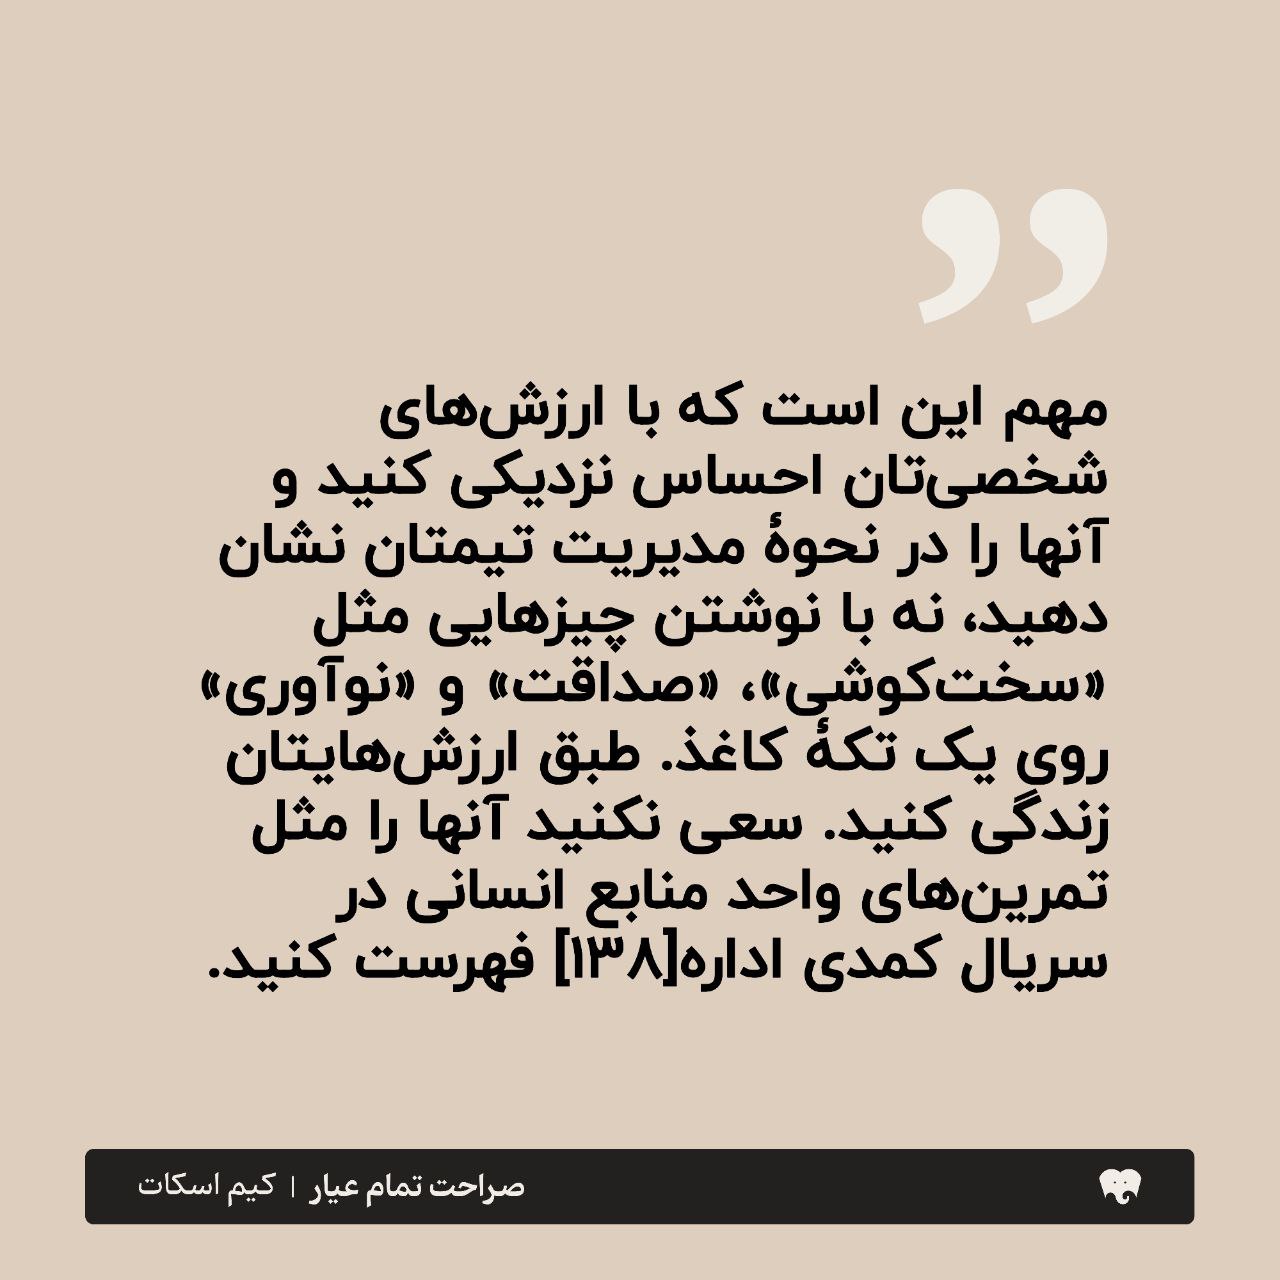 ”
مهم این است که با ارزش‌های
شخصی‌تان احساس نزدیکی کنید و
آنها را در نحوهٔ مدیریت تیمتان نشان
دهید، نه با نوشتن چیزهایی مثل
«سخت‌کوشی»، «صداقت» و «نوآوری»
روی یک تکهٔ کاغذ. طبق ارزش‌هایتان
زندگی کنید. سعی نکنید آنها را مثل
تمرین‌های واحد منابع انسانی در
سریال کمدی اداره[۱۳۸] فهرست کنید.
صراحت تمام عیار | کیم اسکات